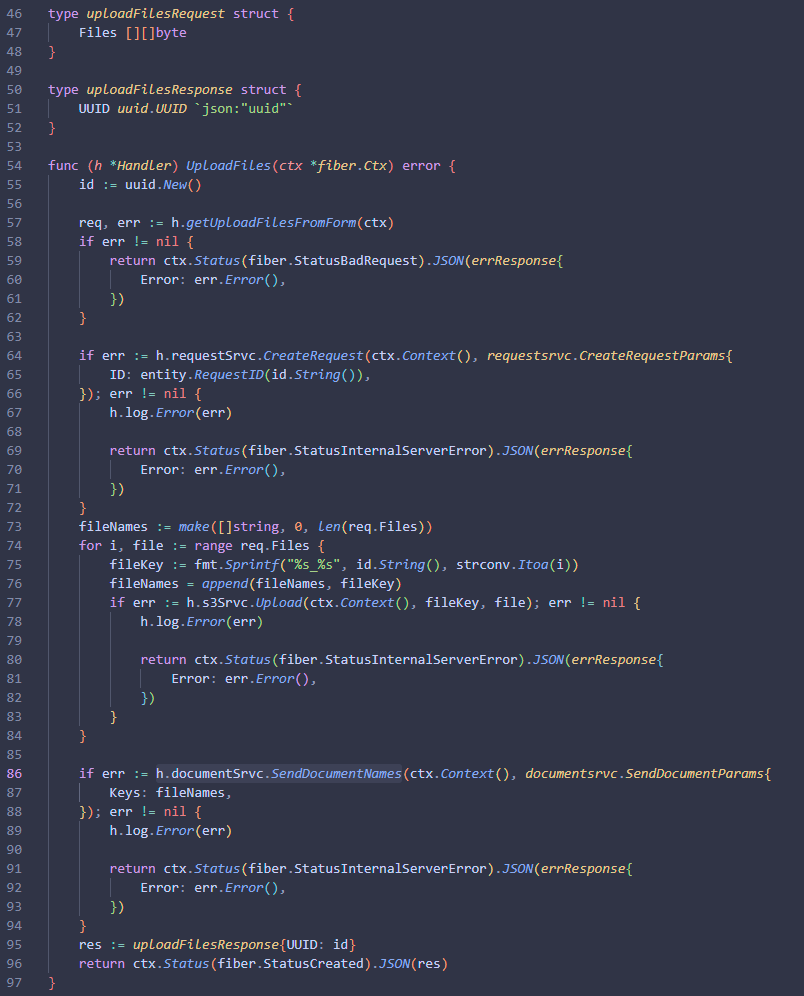 46 type uploadFilesRequest struct {
47     Files [][]byte
48 }
49
50 type uploadFilesResponse struct {
51     UUID uuid.UUID `json:"uuid"`
52 }
53
54 func (h *Handler) UploadFiles(ctx *fiber.Ctx) error {
55     id := uuid.New()
56
57     req, err := h.getUploadFilesFromForm(ctx)
58     if err != nil {
59         return ctx.Status(fiber.StatusBadRequest).JSON(errResponse{
60             Error: err.Error(),
61         })
62     }
63
64     if err := h.requestSrvc.CreateRequest(ctx.Context(), requestsrvc.CreateRequestParams{
65         ID: entity.RequestID(id.String()),
66     }); err != nil {
67         h.log.Error(err)
68
69         return ctx.Status(fiber.StatusInternalServerError).JSON(errResponse{
70             Error: err.Error(),
71         })
72     }
73     fileNames := make([]string, 0, len(req.Files))
74     for i, file := range req.Files {
75         fileKey := fmt.Sprintf("%s_%s", id.String(), strconv.Itoa(i))
76         fileNames = append(fileNames, fileKey)
77         if err := h.s3Srvc.Upload(ctx.Context(), fileKey, file); err != nil {
78             h.log.Error(err)
79
80             return ctx.Status(fiber.StatusInternalServerError).JSON(errResponse{
81                 Error: err.Error(),
82             })
83         }
84     }
85
86     if err := h.documentSrvc.SendDocumentNames(ctx.Context(), documentsrvc.SendDocumentParams{
87         Keys: fileNames,
88     }); err != nil {
89         h.log.Error(err)
90
91         return ctx.Status(fiber.StatusInternalServerError).JSON(errResponse{
92             Error: err.Error(),
93         })
94     }
95     res := uploadFilesResponse{UUID: id}
96     return ctx.Status(fiber.StatusCreated).JSON(res)
97 }